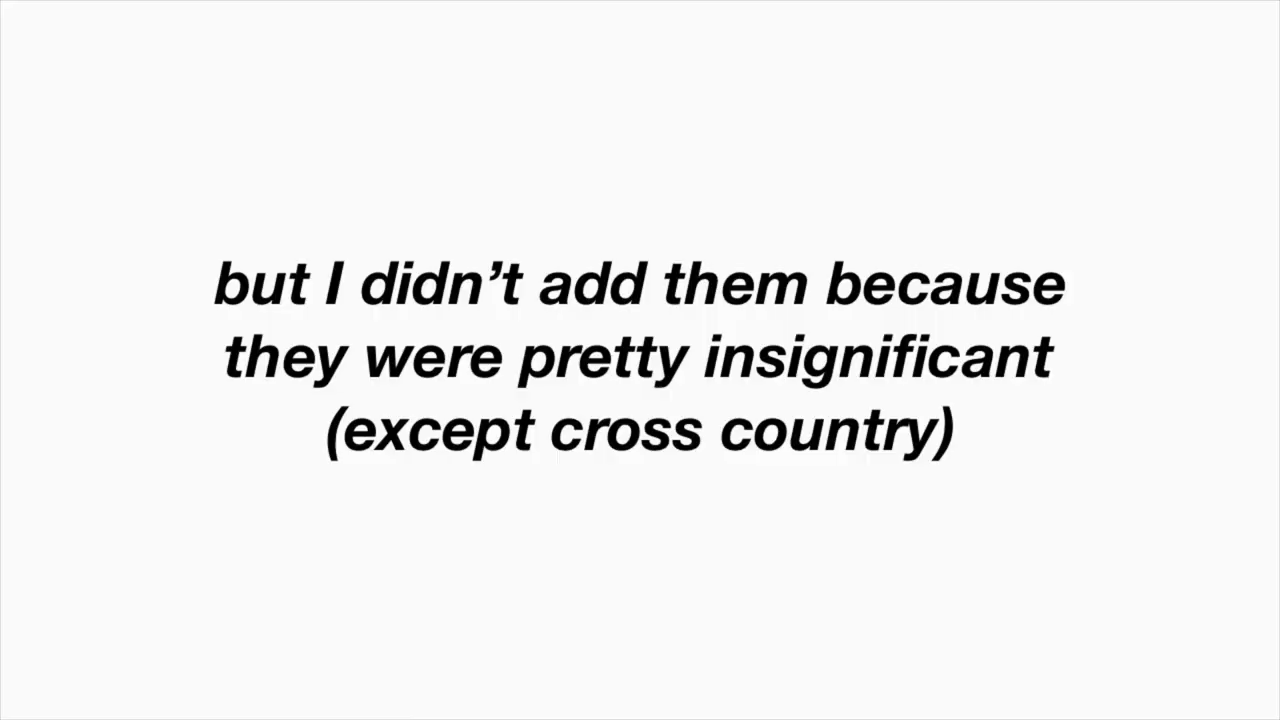 but I didn’t add them because
they were pretty insignificant
(except cross country)